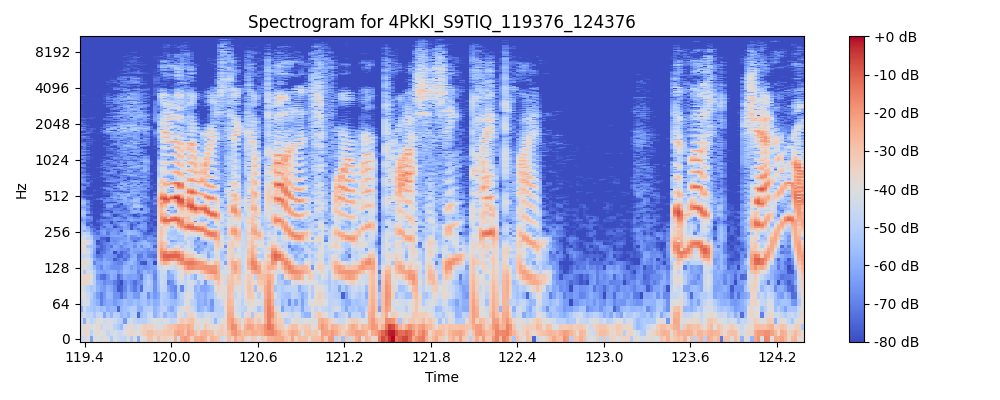 Spectrogram for 4PkKI_S9TIQ_119376_124376
8192
4096
2048
1024
512
256
128
64
0
Hz
119.4 120.0 120.6 121.2 121.8 122.4 123.0 123.6 124.2
Time
+0 dB
-10 dB
-20 dB
-30 dB
-40 dB
-50 dB
-60 dB
-70 dB
-80 dB